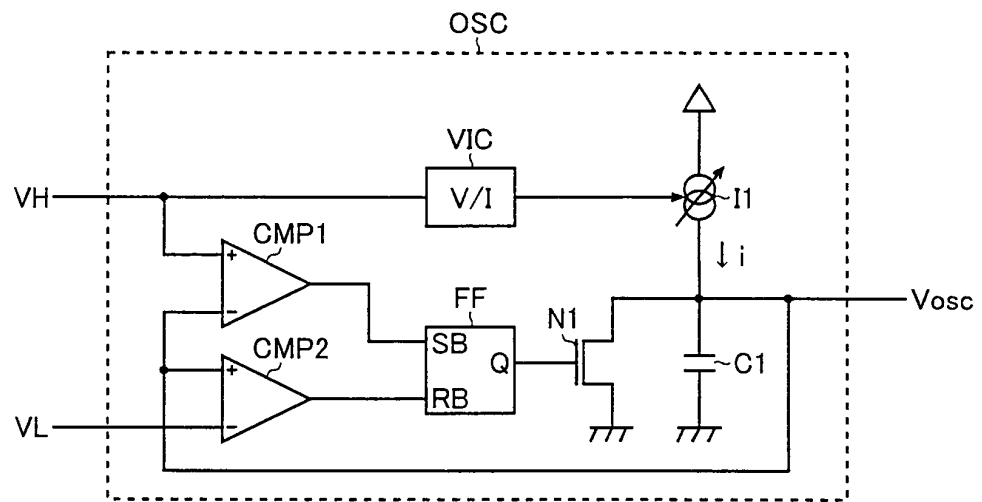 OSC
VIC
VH
V/I
I1
CMP1
+
-
↓i
FF
N1
Vosc
SB
Q
CMP2
+
-
RB
C1
VL